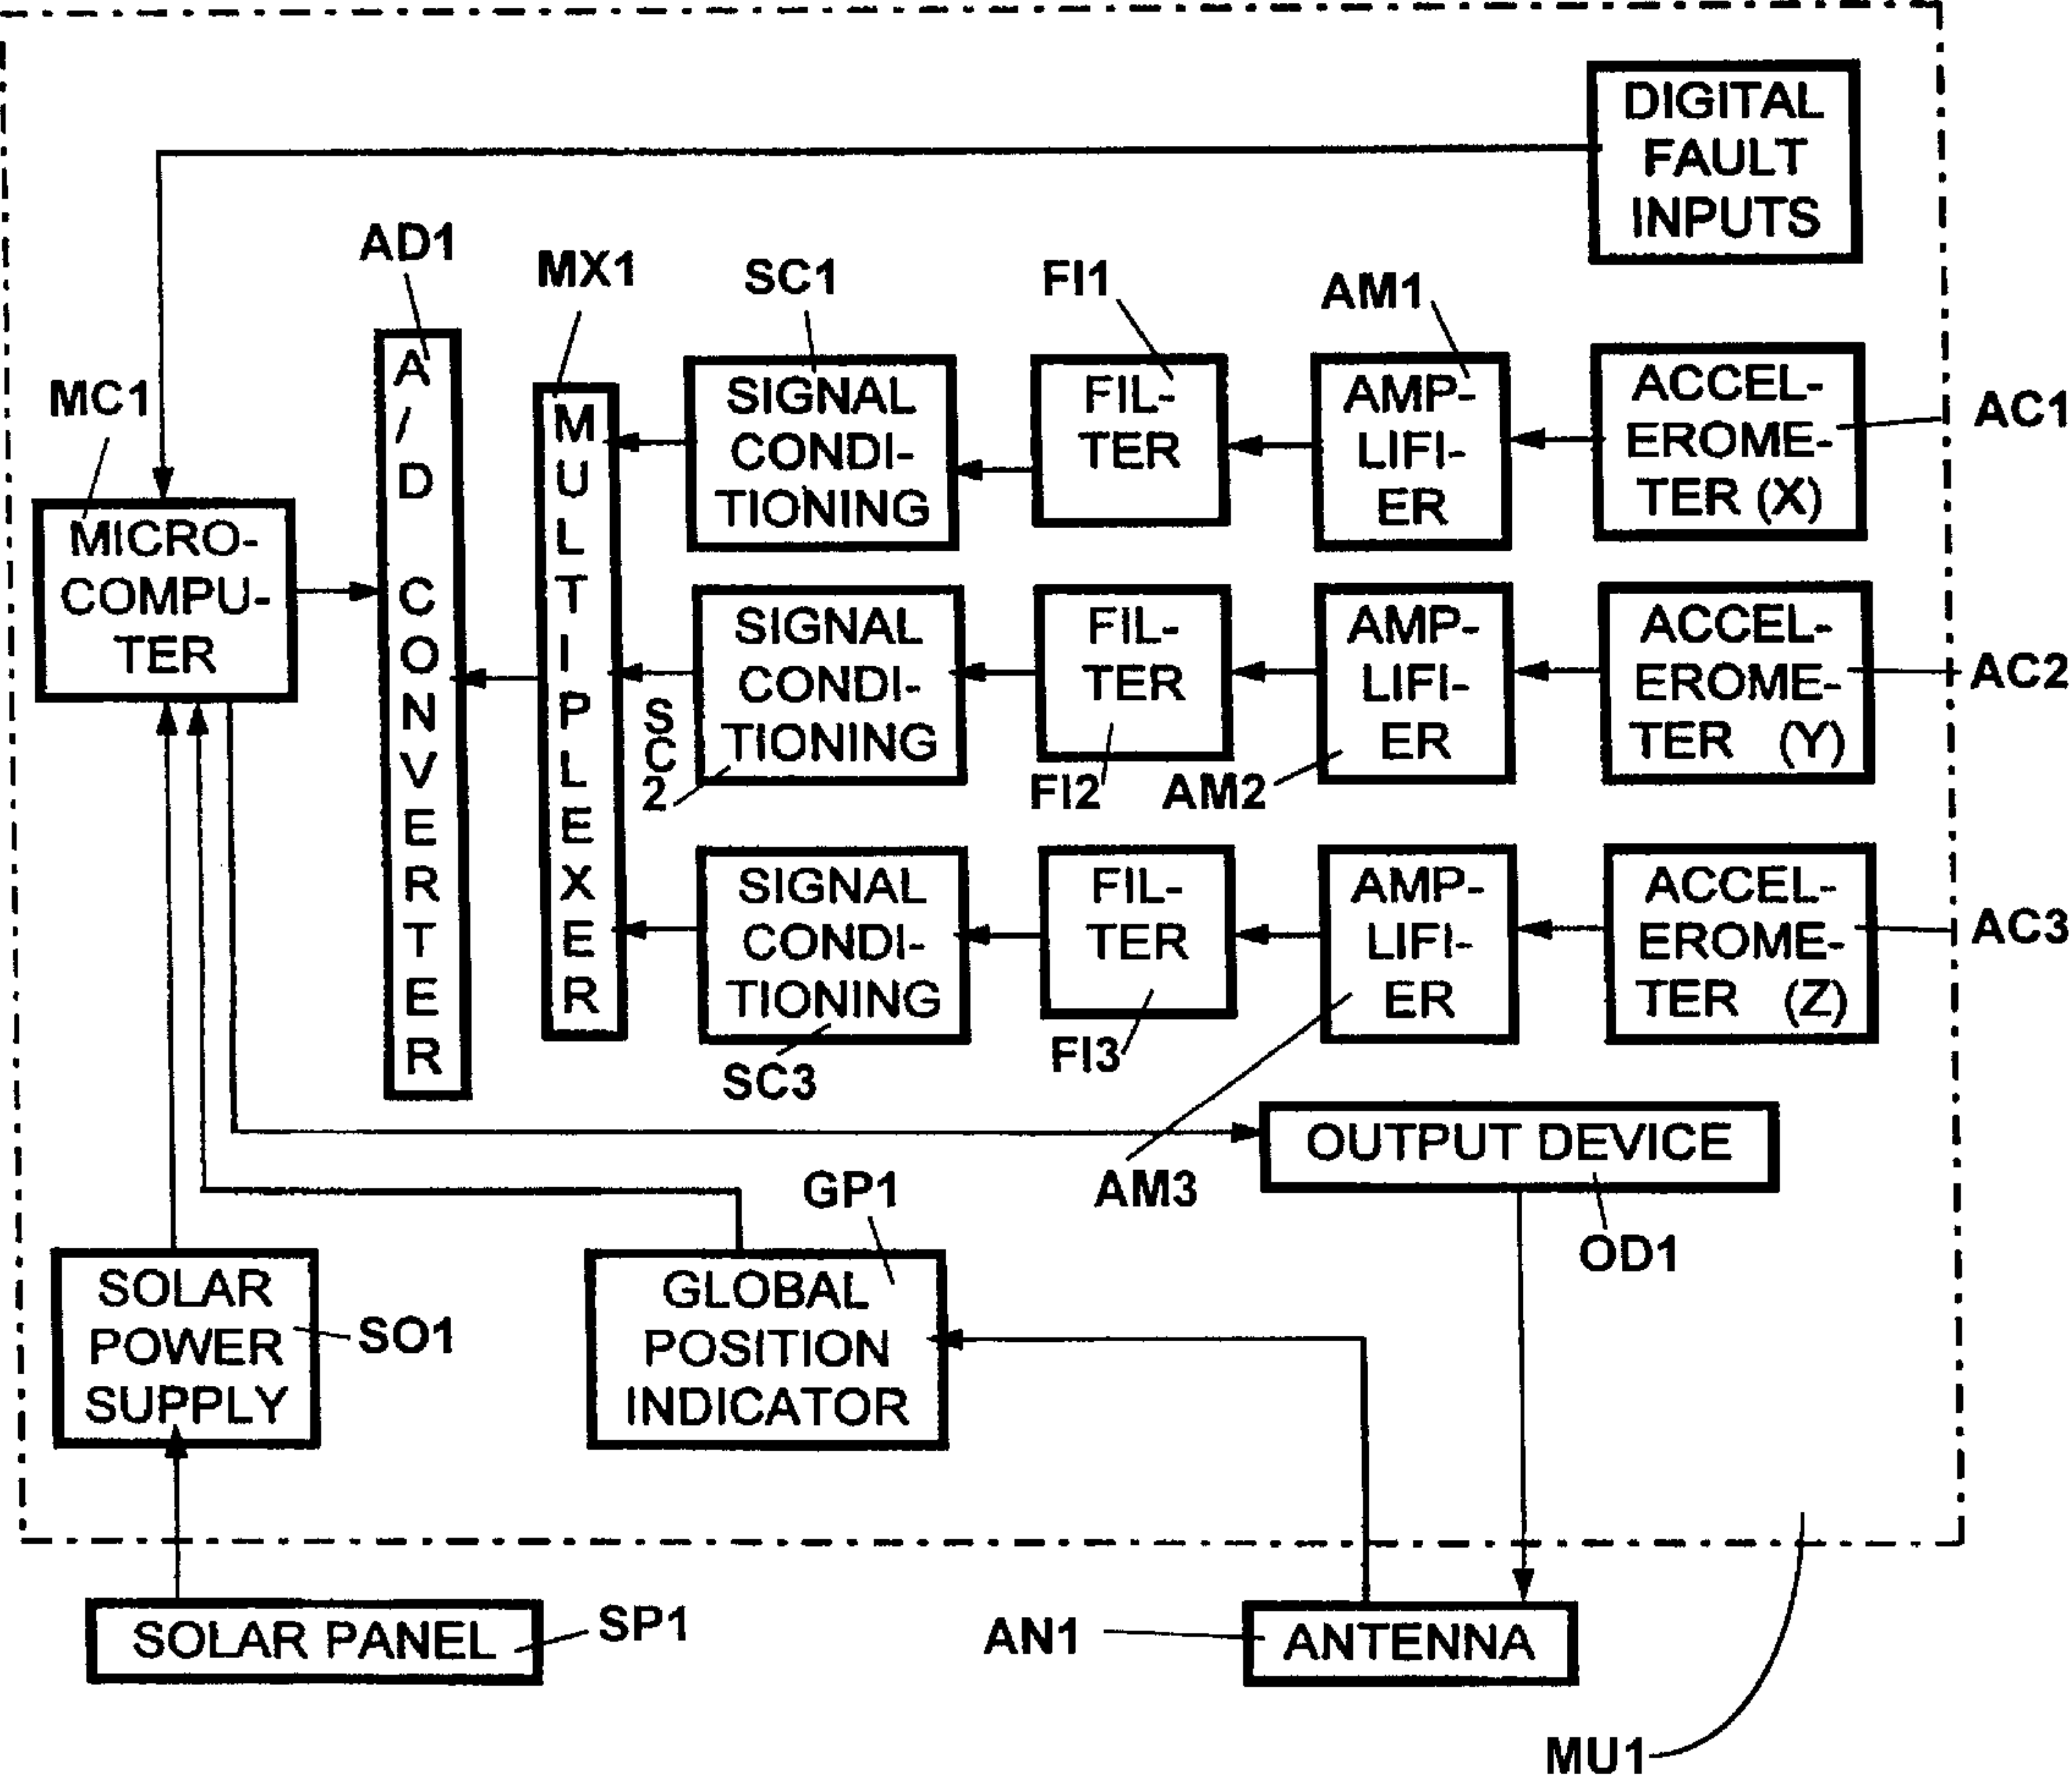 DIGITAL
FAULT
INPUTS
AD1
MX1
SC1
FI1
AM1
MC1
A/D CONVERTER
MULTIPLEXER
SIGNAL
CONDI-
TIONING
FIL-
TER
AMP-
LIFI-
ER
ACCEL-
EROME-
TER (X)
AC1
MICRO-
COMPU-
TER
SIGNAL
CONDI-
TIONING
SC2
FIL-
TER
FI2
AMP-
LIFI-
ER
AM2
ACCEL-
EROME-
TER (Y)
AC2
SIGNAL
CONDI-
TIONING
SC3
FIL-
TER
FI3
AMP-
LIFI-
ER
AM3
ACCEL-
EROME-
TER (Z)
AC3
OUTPUT DEVICE
OD1
GP1
SOLAR
POWER
SUPPLY
SO1
GLOBAL
POSITION
INDICATOR
SOLAR PANEL
SP1
AN1
ANTENNA
MU1